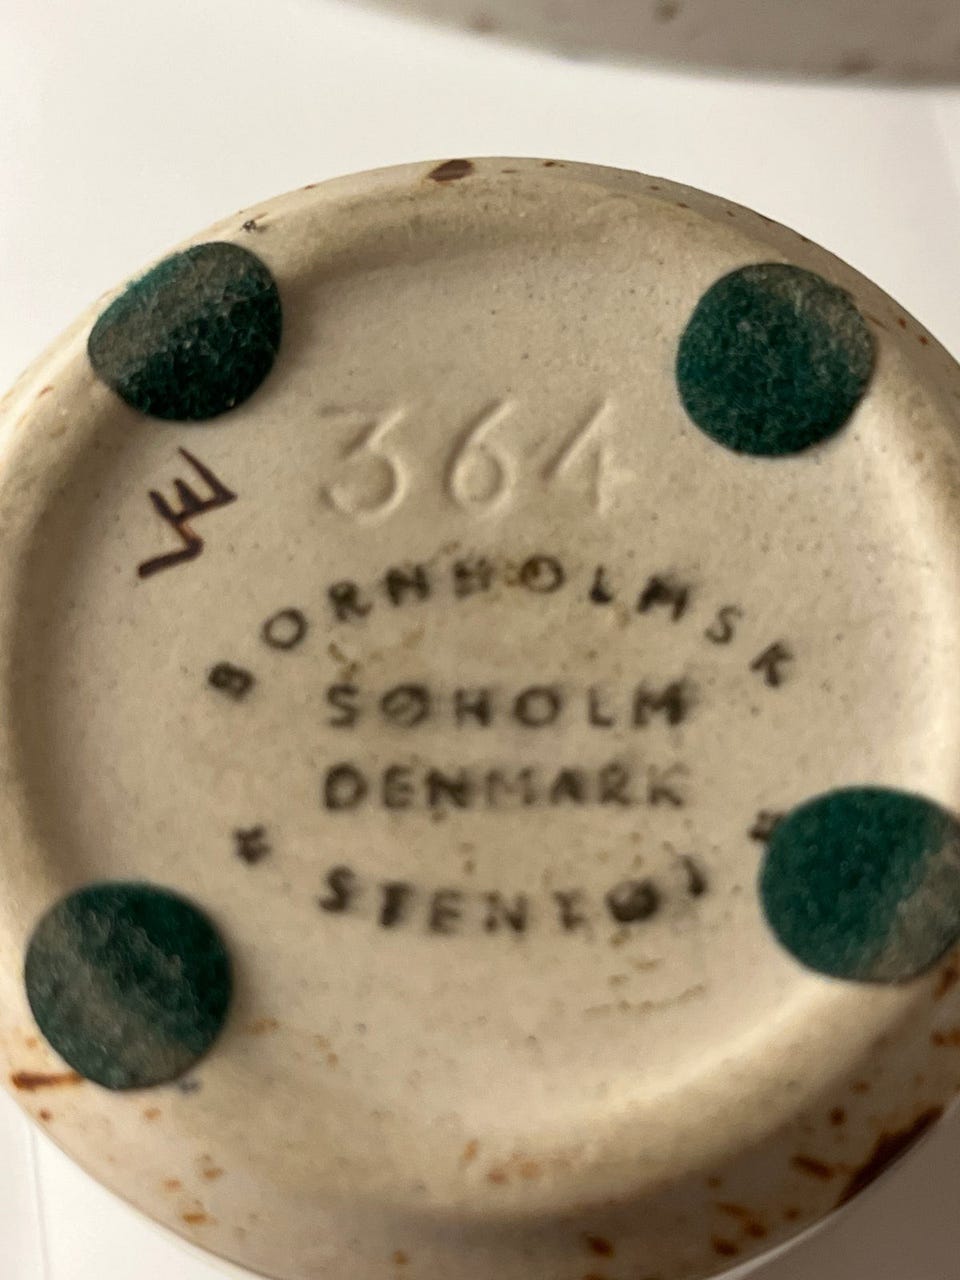 364
VE
BORNHOLMSK
SØHOLM
DENMARK
* STENTØJ *